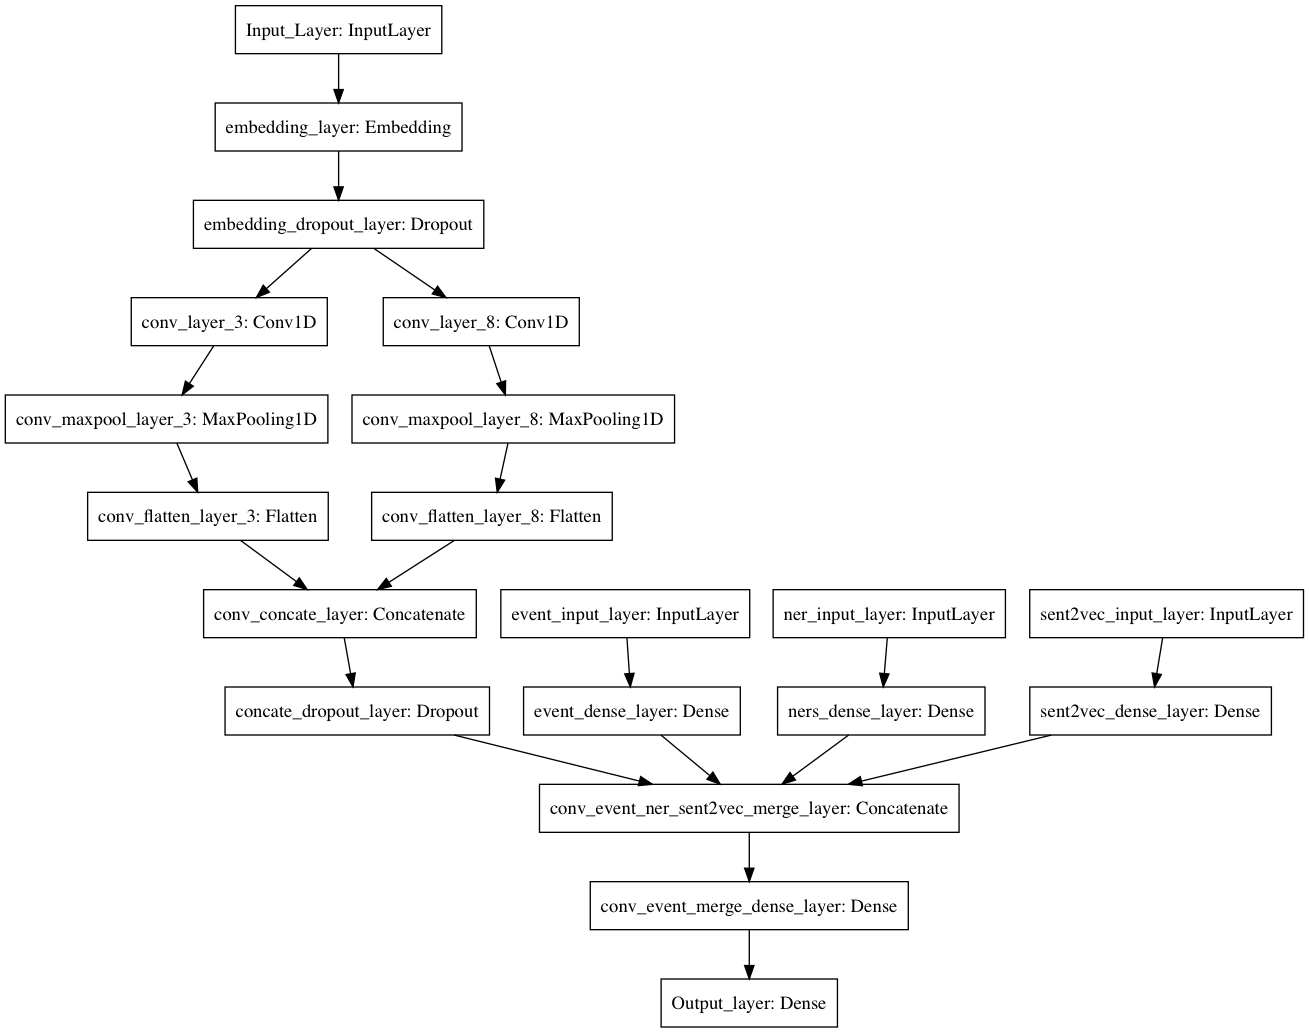 Input_Layer: InputLayer
embedding_layer: Embedding
embedding_dropout_layer: Dropout
conv_layer_3: Conv1D
conv_layer_8: Conv1D
conv_maxpool_layer_3: MaxPooling1D
conv_maxpool_layer_8: MaxPooling1D
conv_flatten_layer_3: Flatten
conv_flatten_layer_8: Flatten
conv_concate_layer: Concatenate
event_input_layer: InputLayer
ner_input_layer: InputLayer
sent2vec_input_layer: InputLayer
concate_dropout_layer: Dropout
event_dense_layer: Dense
ners_dense_layer: Dense
sent2vec_dense_layer: Dense
conv_event_ner_sent2vec_merge_layer: Concatenate
conv_event_merge_dense_layer: Dense
Output_layer: Dense